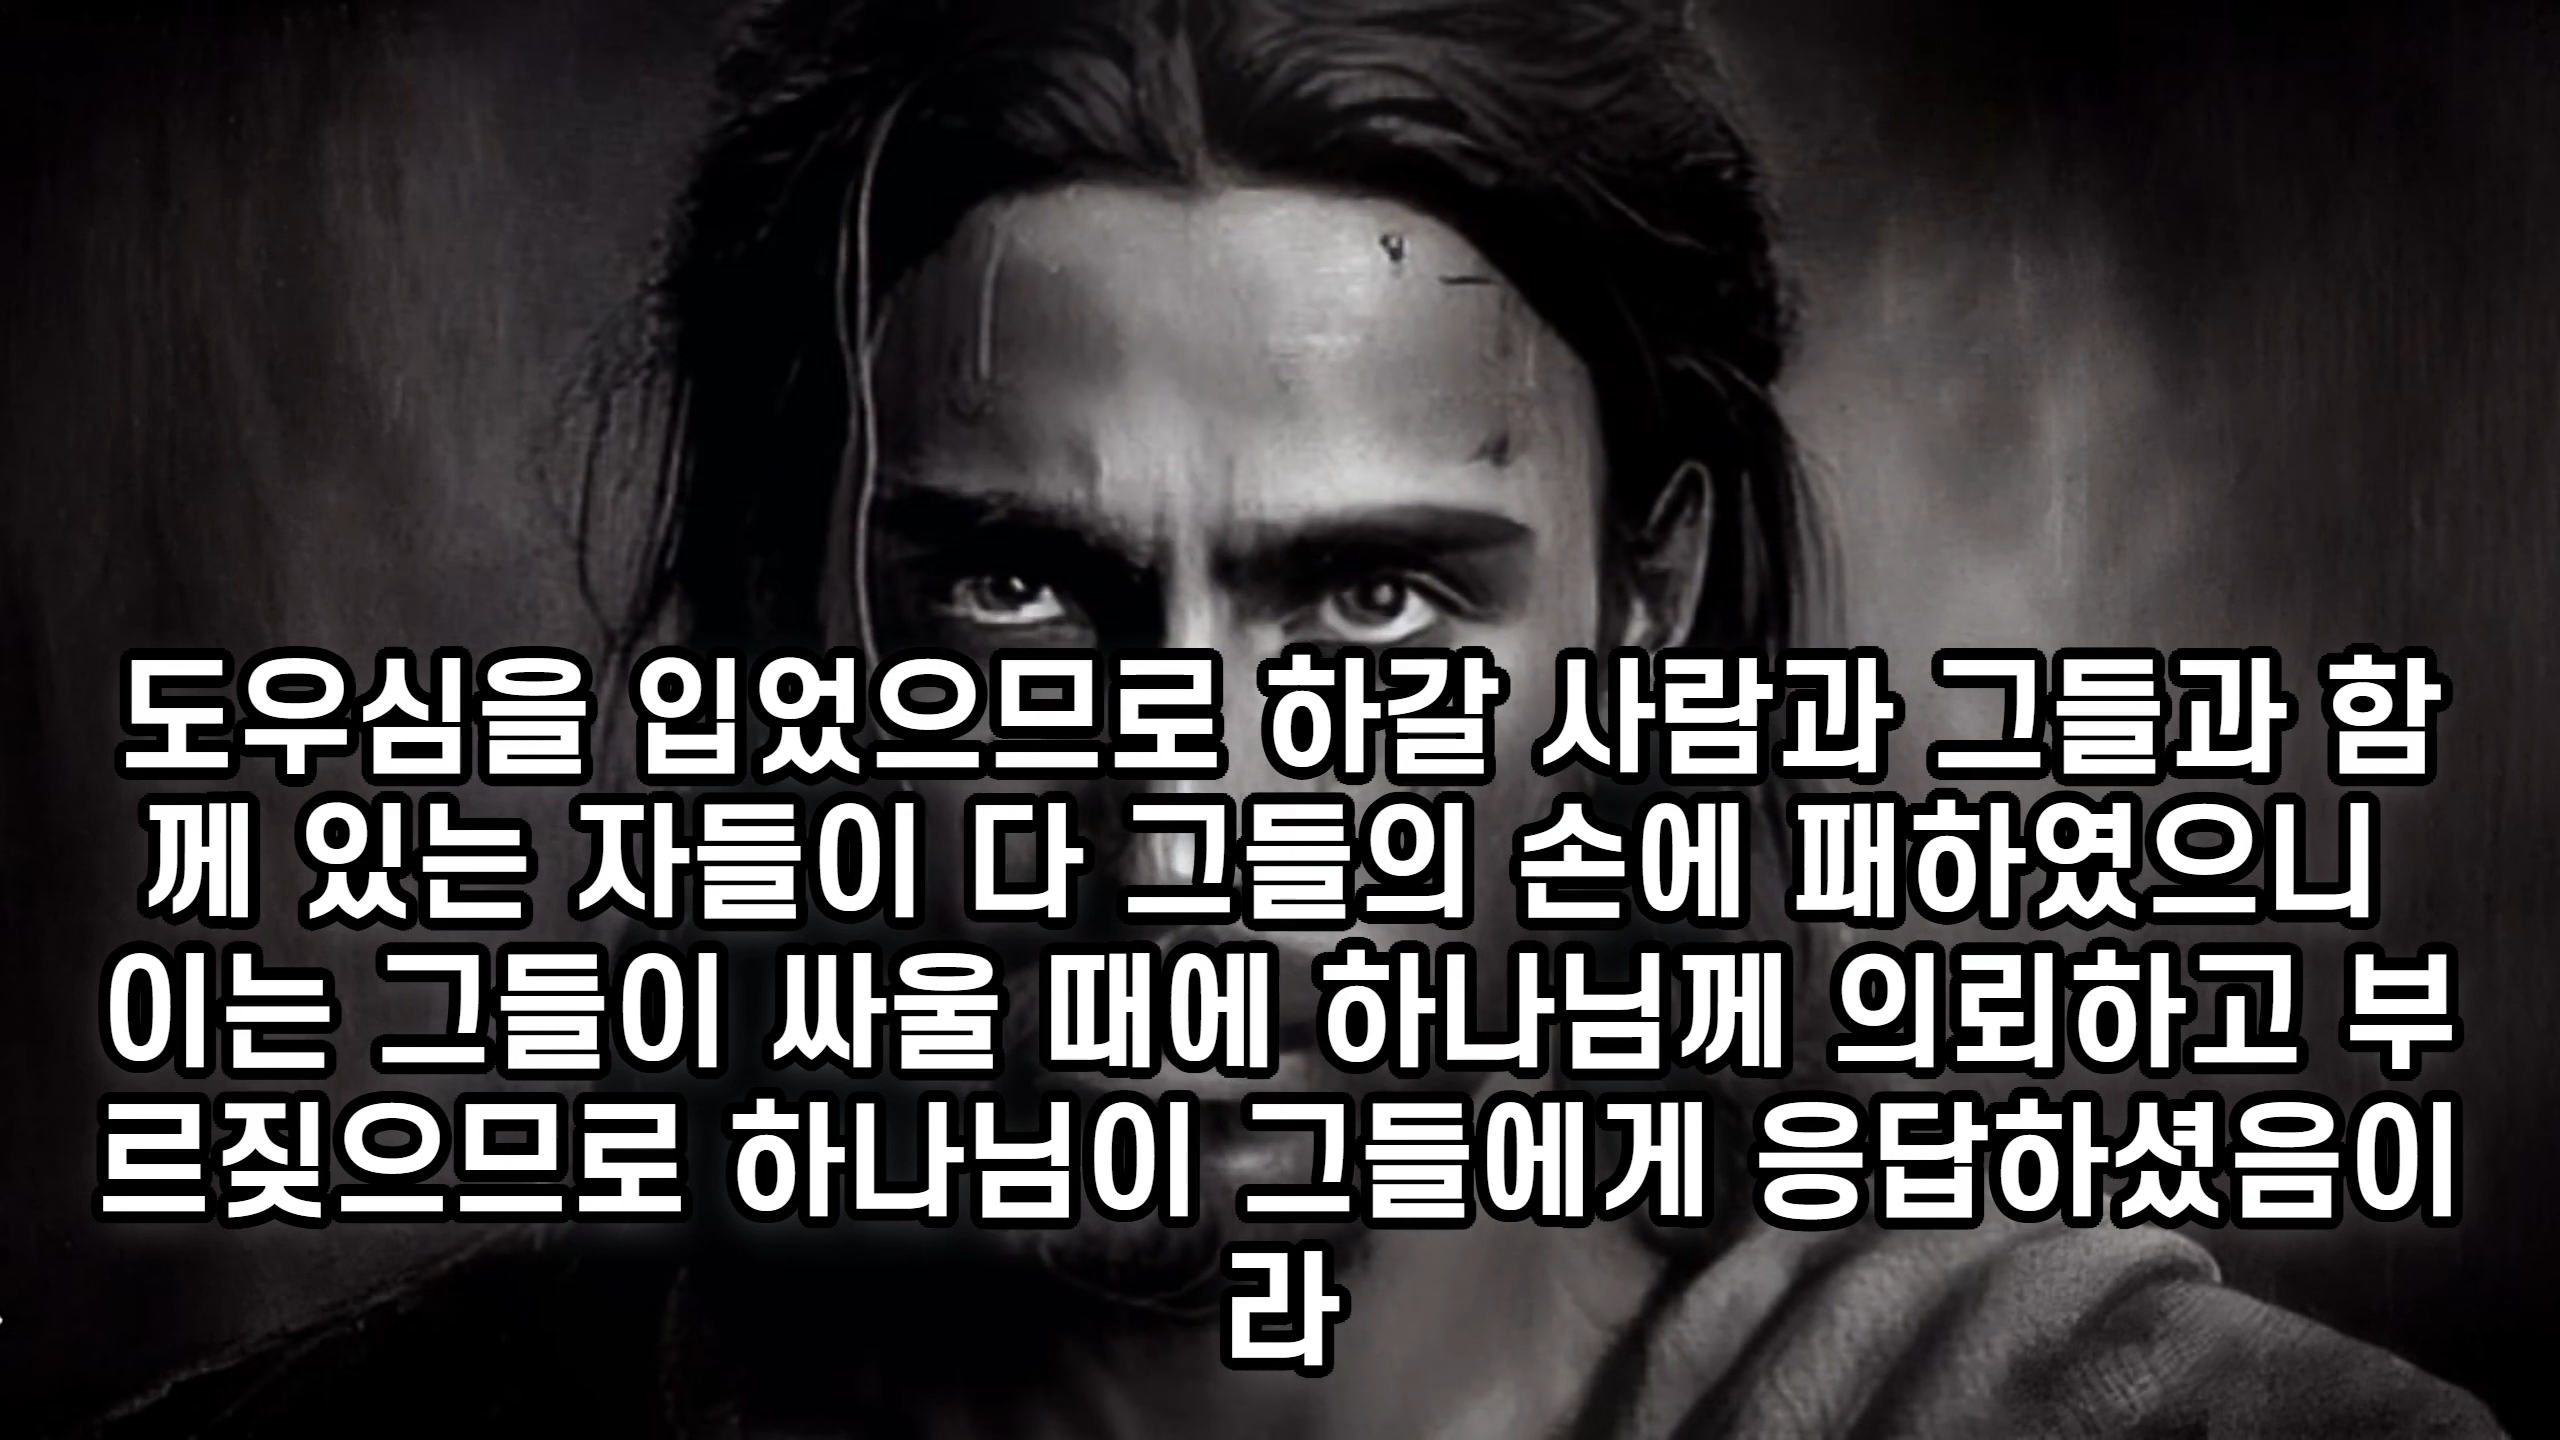 도우심을 입었으므로 하갈 사람과 그들과 함
께 있는 자들이 다 그들의 손에 패하였으니
이는 그들이 싸울 때에 하나님께 의뢰하고 부
르짖으므로 하나님이 그들에게 응답하셨음이
라